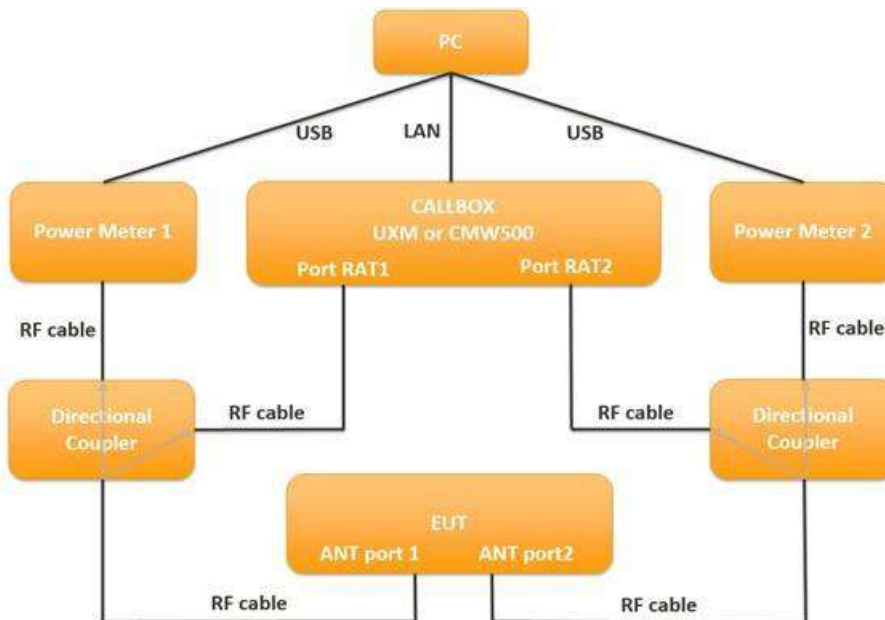 PC
USB
LAN
USB
Power Meter 1
CALLBOX
UXM or CMW500
Port RAT1
Port RAT2
Power Meter 2
RF cable
RF cable
Directional
Coupler
RF cable
RF cable
Directional
Coupler
EUT
ANT port 1
ANT port2
RF cable
RF cable